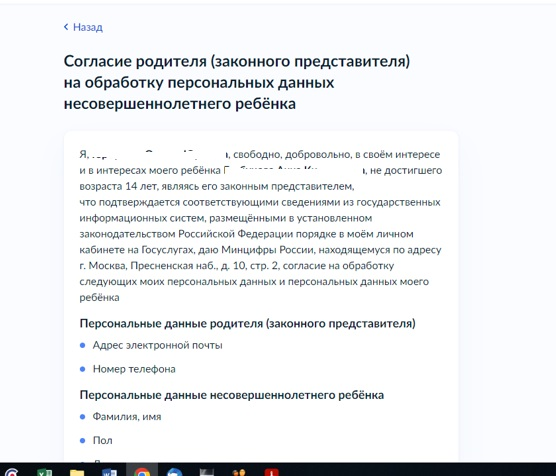 Назад
Согласие родителя (законного представителя)
на обработку персональных данных
несовершеннолетнего ребёнка
Я, свободно, добровольно, в своём интересе
и в интересах моего ребёнка , не достигшего
возраста 14 лет, являясь его законным представителем,
что подтверждается соответствующими сведениями из государственных
информационных систем, размещёнными в установленном
законодательством Российской Федерации порядке в моём личном
кабинете на Госуслугах, даю Минцифры России, находящемуся по адресу
г. Москва, Пресненская наб., д. 10, стр. 2, согласие на обработку
следующих моих персональных данных и персональных данных моего
ребёнка
Персональные данные родителя (законного представителя)
Адрес электронной почты
Номер телефона
Персональные данные несовершеннолетнего ребёнка
Фамилия, имя
Пол